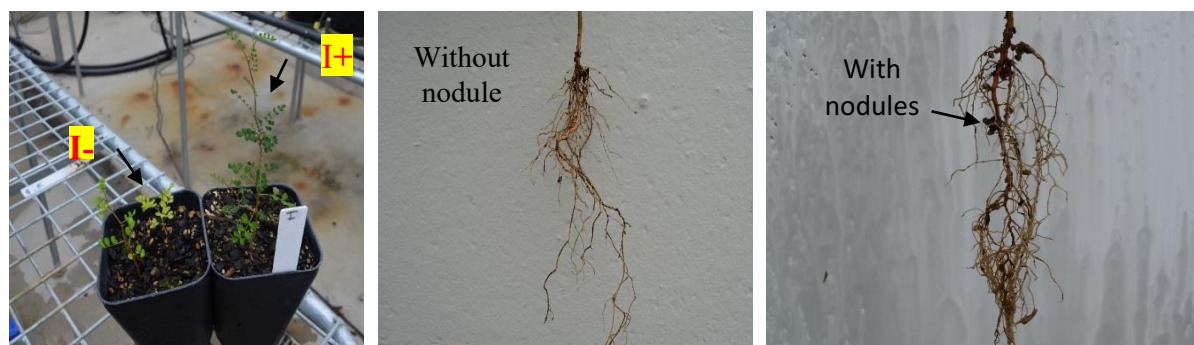 I+
I-
I
Without
nodule
With
nodules